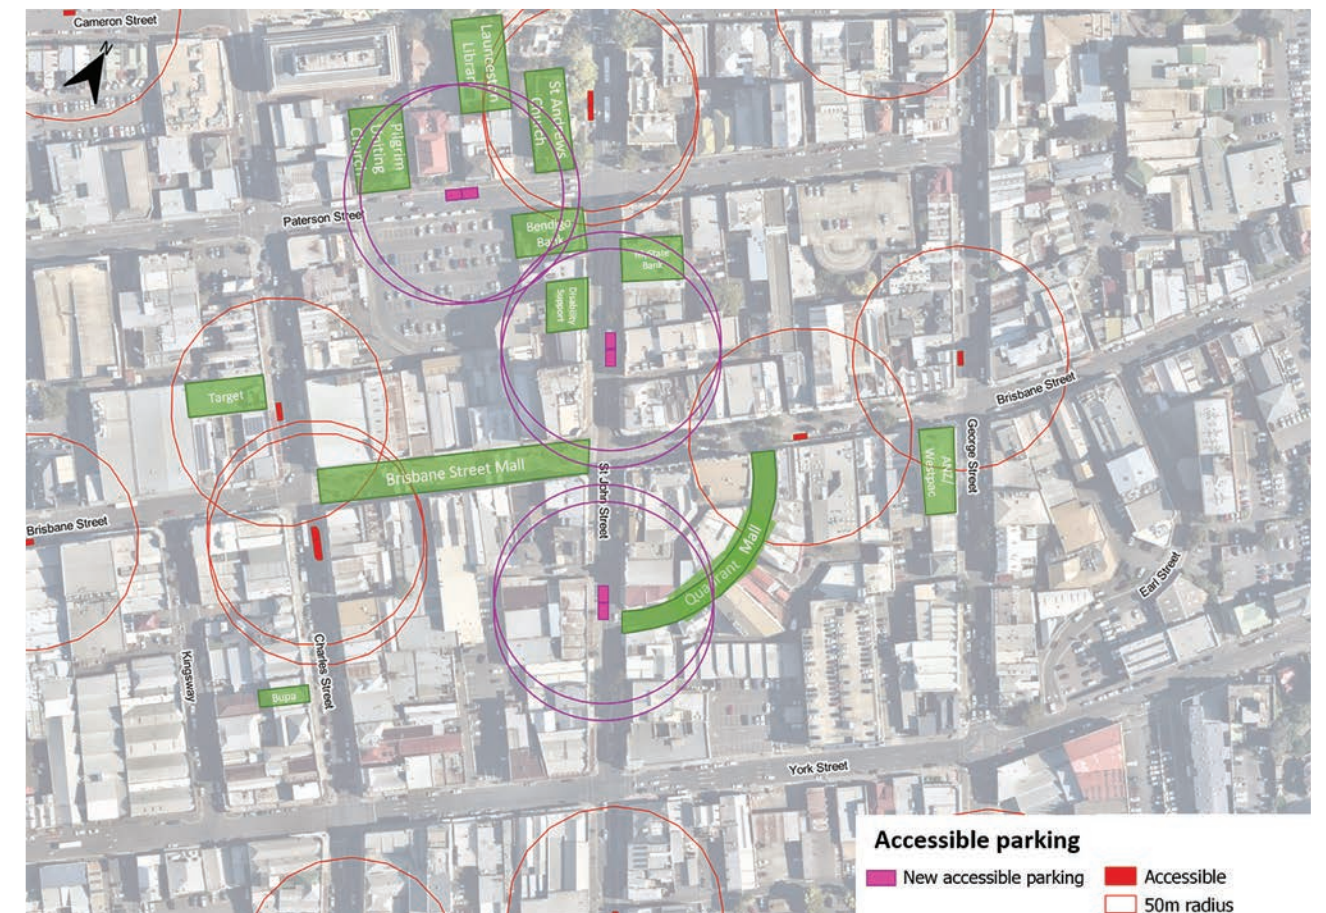 Cameron Street
N
Launceston
Library
St Andrews
Church
Pilgrim
Uniting
Church
Paterson Street
Bendigo
Bank
Bank
Disability
Support
Target
Brisbane Street
Brisbane Street Mall
St John Street
ANZ/
Westpac
George Street
Brisbane Street
Quadrant Mall
Earl Street
Kingsway
Charles Street
Bupa
York Street
Accessible parking
New accessible parking
Accessible
50m radius